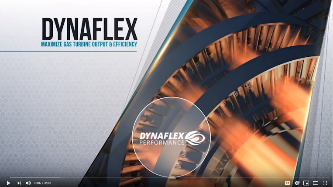 DYNAFLEX
MAXIMIZE GAS TURBINE OUTPUT & EFFICIENCY
DYNAFLEX
PERFORMANCE